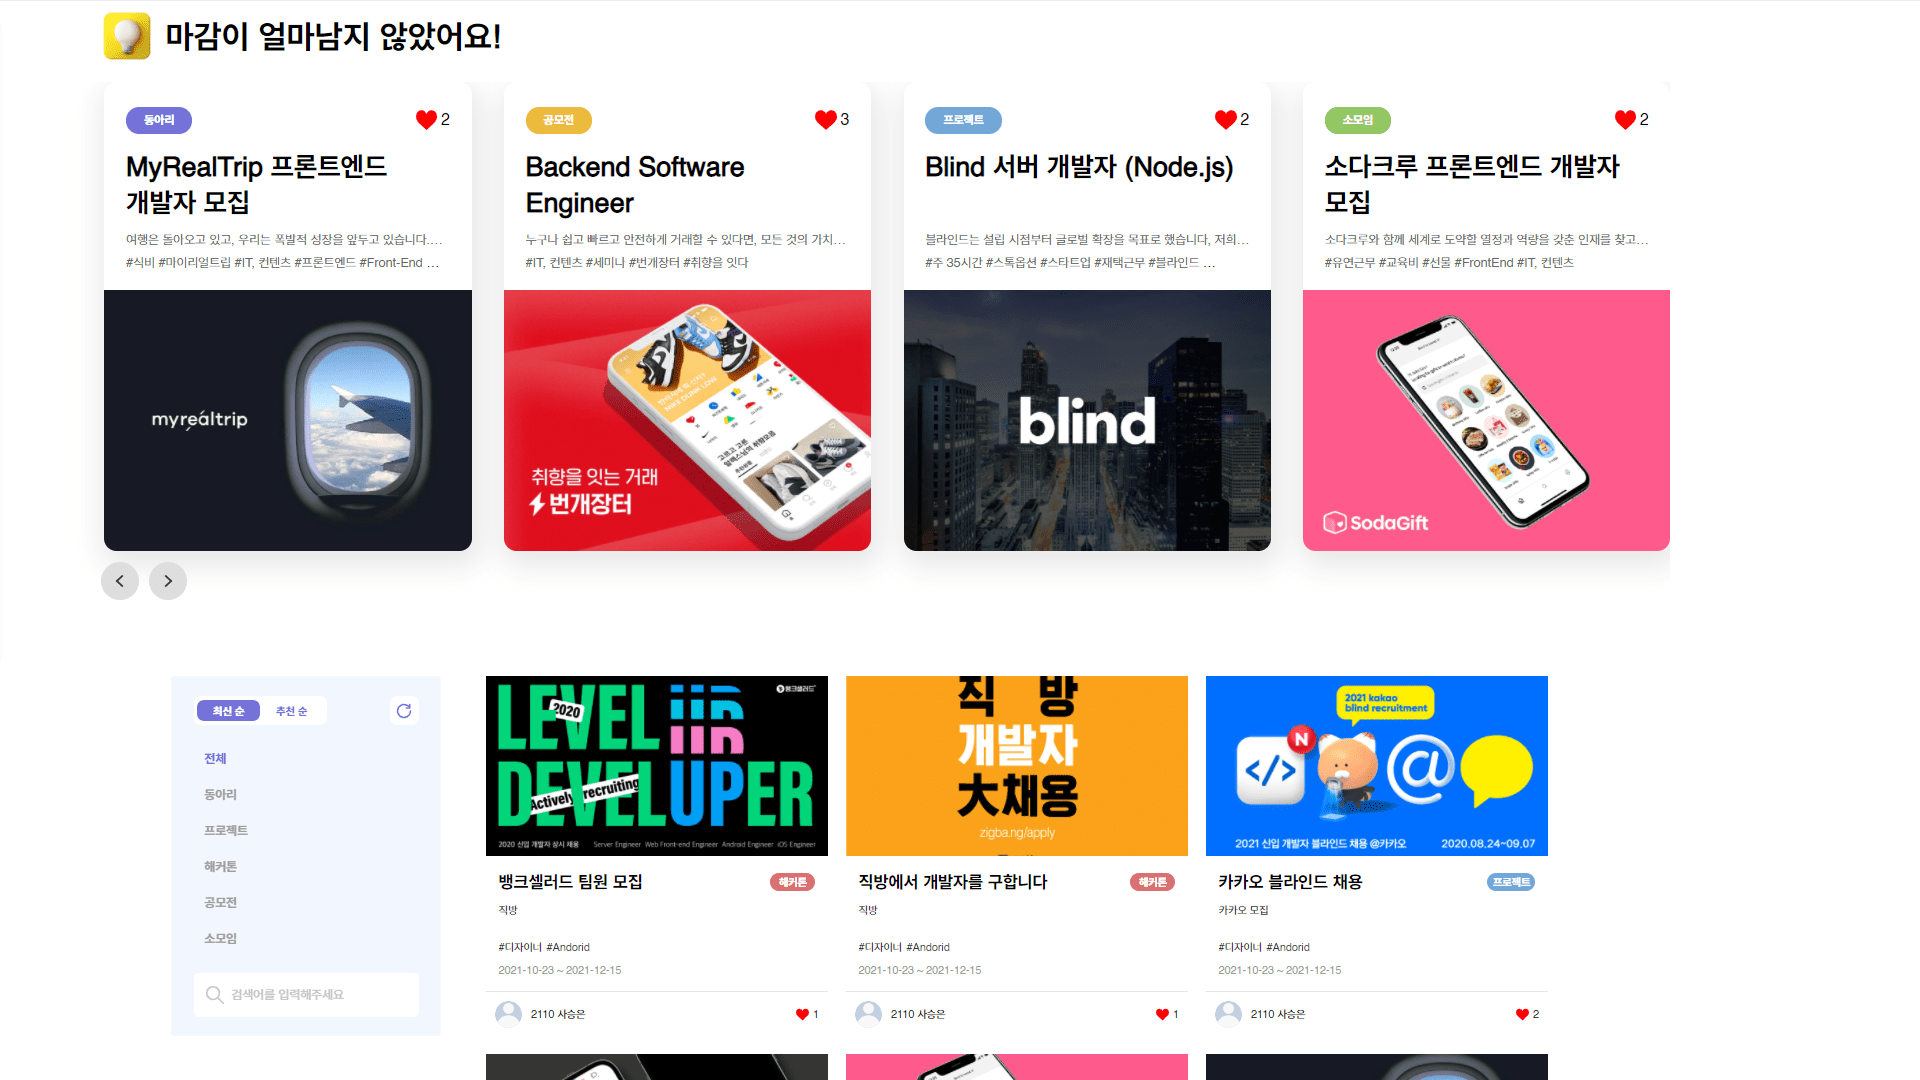 마감이 얼마남지 않았어요!
동아리
2
MyRealTrip 프론트엔드
개발자 모집
여행은 돌아오고 있고, 우리는 폭발적 성장을 앞두고 있습니다....
#식비 #마이리얼트립 #IT, 컨텐츠 #프론트엔드 #Front-End ...
myrealtrip
공모전
3
Backend Software
Engineer
누구나 쉽고 빠르고 안전하게 거래할 수 있다면, 모든 것의 가치...
#IT, 컨텐츠 #세미나 #번개장터 #취향을 잇다
취향을 잇는 거래
번개장터
프로젝트
2
Blind 서버 개발자 (Node.js)
블라인드는 설립 시점부터 글로벌 확장을 목표로 했습니다, 저희...
#주 35시간 #스톡옵션 #스타트업 #재택근무 #블라인드 ...
blind
소모임
2
소다크루 프론트엔드 개발자
모집
소다크루와 함께 세계로 도약할 열정과 역량을 갖춘 인재를 찾고...
#유연근무 #교육비 #선물 #FrontEnd #IT, 컨텐츠
SodaGift
최신 순
추천 순
전체
동아리
프로젝트
해커톤
공모전
소모임
검색어를 입력해주세요
뱅크샐러드
LEVEL UP
2020
DEVELUPER
Actively recruiting
2020 신입 개발자 상시 채용 Server Engineer Web Front-end Engineer Android Engineer iOS Engineer
뱅크셀러드 팀원 모집
해커톤
직방
#디자이너 #Andorid
2021-10-23 ~ 2021-12-15
2110 사승은
1
직 방
개발자
大채용
zigba.ng/apply
직방에서 개발자를 구합니다
해커톤
직방
#디자이너 #Andorid
2021-10-23 ~ 2021-12-15
2110 사승은
1
2021 kakao
blind recruitment
N
</>
@
2021 신입 개발자 블라인드 채용 @카카오 2020.08.24~09.07
카카오 블라인드 채용
프로젝트
카카오 모집
#디자이너 #Andorid
2021-10-23 ~ 2021-12-15
2110 사승은
2